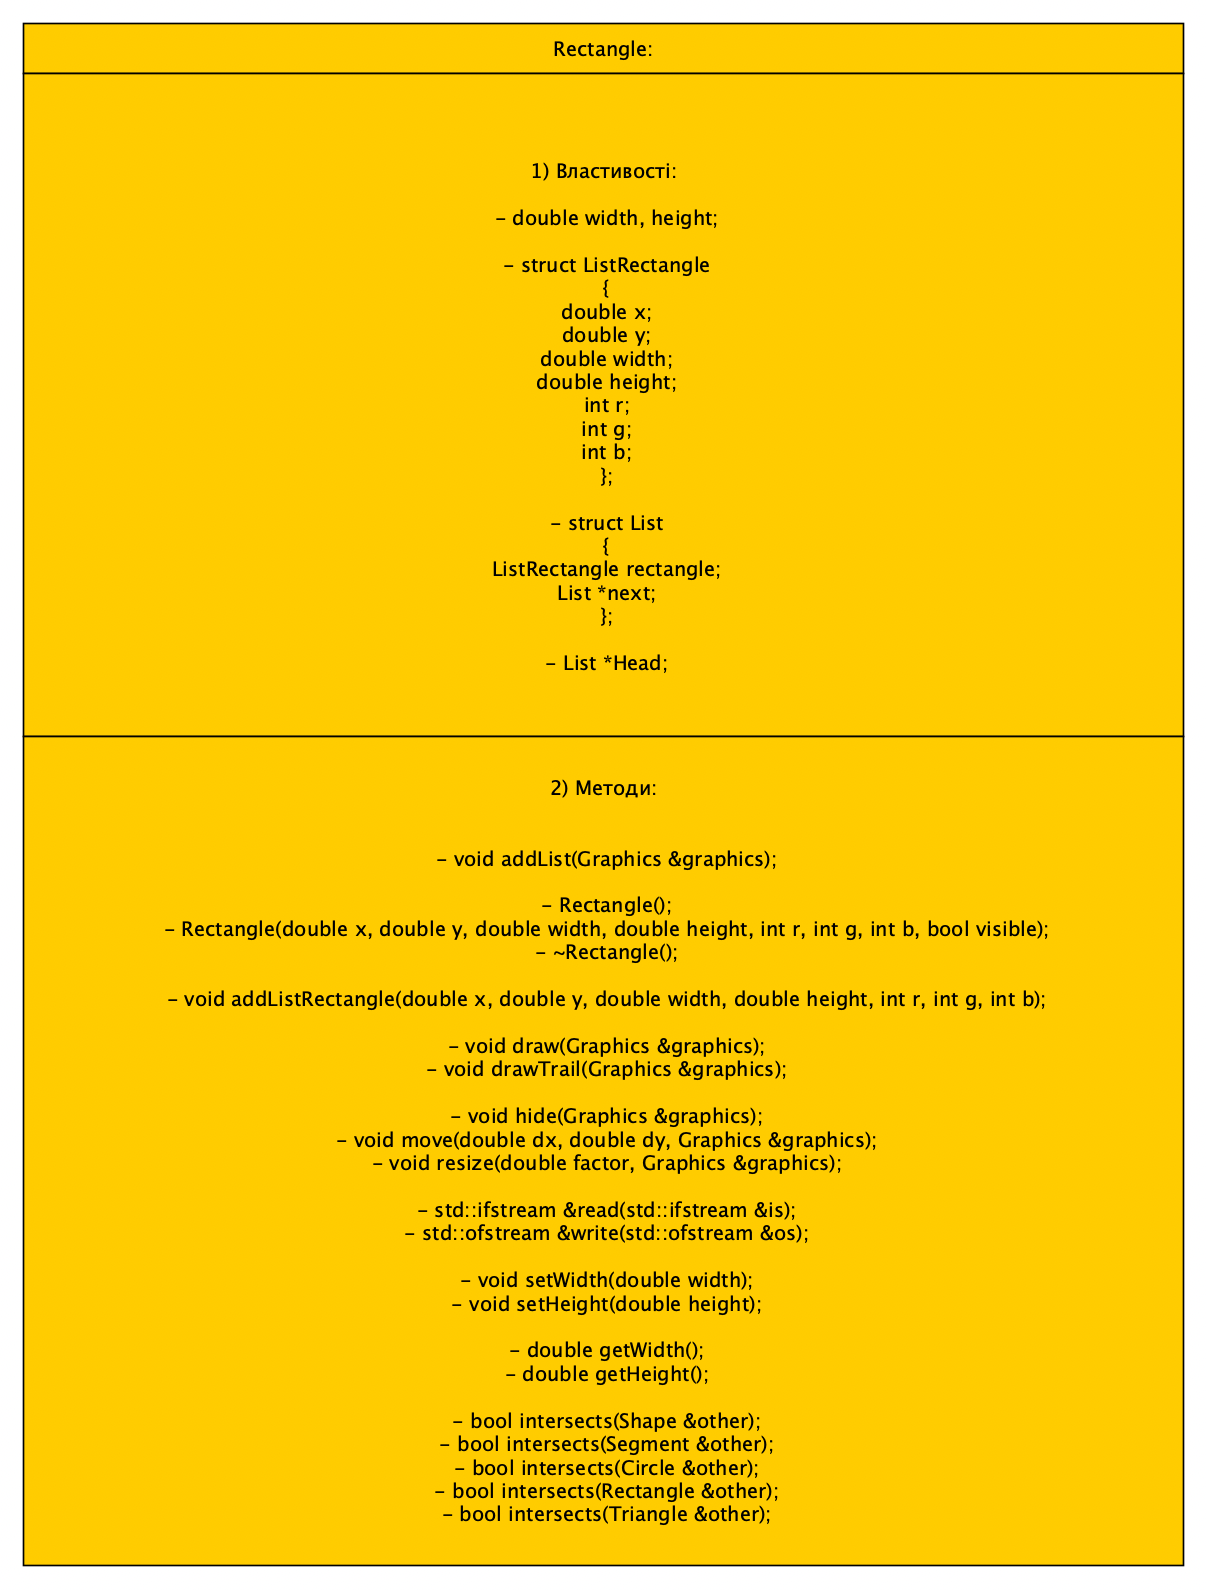 Rectangle:
1) Властивості:
- double width, height;
- struct ListRectangle
{
double x;
double y;
double width;
double height;
int r;
int g;
int b;
};
- struct List
{
ListRectangle rectangle;
List *next;
};
- List *Head;
2) Методи:
- void addList(Graphics &graphics);
- Rectangle();
- Rectangle(double x, double y, double width, double height, int r, int g, int b, bool visible);
- ~Rectangle();
- void addListRectangle(double x, double y, double width, double height, int r, int g, int b);
- void draw(Graphics &graphics);
- void drawTrail(Graphics &graphics);
- void hide(Graphics &graphics);
- void move(double dx, double dy, Graphics &graphics);
- void resize(double factor, Graphics &graphics);
- std::ifstream &read(std::ifstream &is);
- std::ofstream &write(std::ofstream &os);
- void setWidth(double width);
- void setHeight(double height);
- double getWidth();
- double getHeight();
- bool intersects(Shape &other);
- bool intersects(Segment &other);
- bool intersects(Circle &other);
- bool intersects(Rectangle &other);
- bool intersects(Triangle &other);